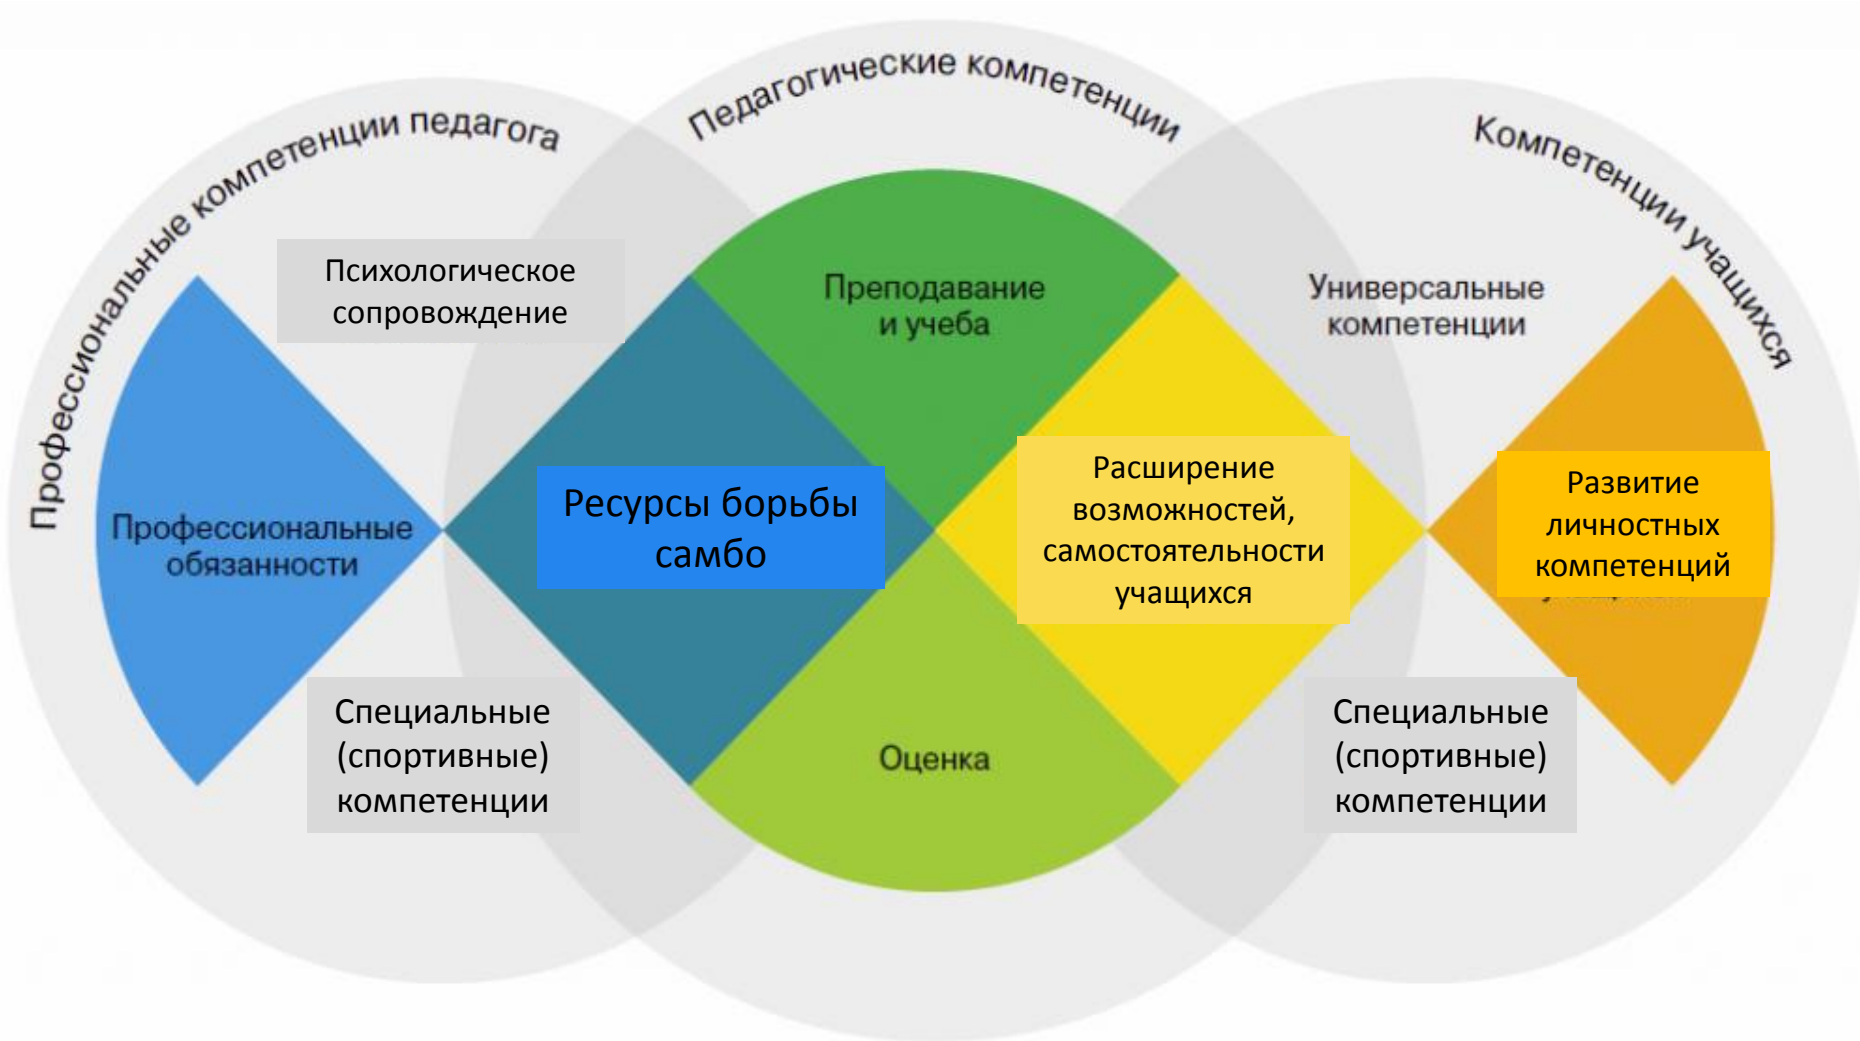 Профессиональные компетенции педагога
Педагогические компетенции
Компетенции учащихся
Психологическое
сопровождение
Преподавание
и учеба
Универсальные
компетенции
Профессиональные
обязанности
Ресурсы борьбы
самбо
Расширение
возможностей,
самостоятельности
учащихся
Развитие
личностных
компетенций
Специальные
(спортивные)
компетенции
Оценка
Специальные
(спортивные)
компетенции